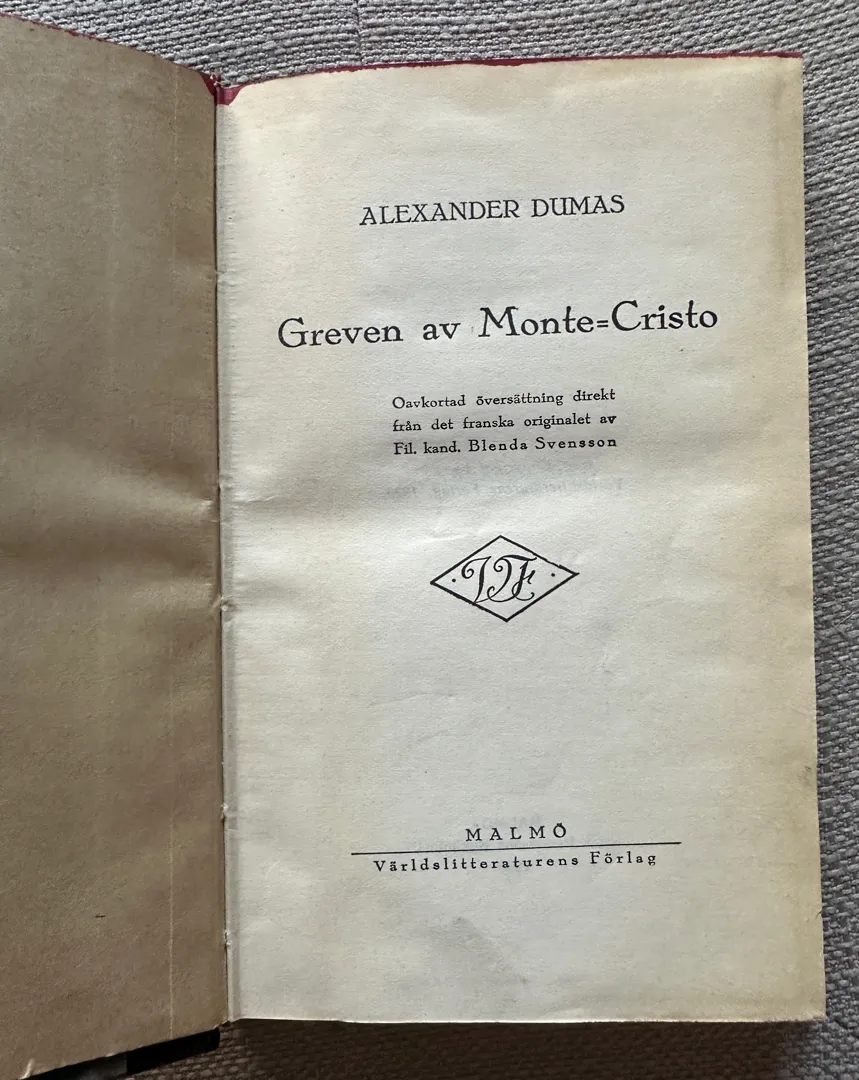 ALEXANDER DUMAS
Greven av Monte=Cristo
Oavkortad översättning direkt
från det franska originalet av
Fil. kand. Blenda Svensson
VF
MALMÖ
Världslitteraturens Förlag